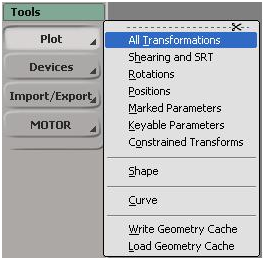 Tools
Plot
Devices
Import/Export
MOTOR
All Transformations
Shearing and SRT
Rotations
Positions
Marked Parameters
Keyable Parameters
Constrained Transforms
Shape
Curve
Write Geometry Cache
Load Geometry Cache